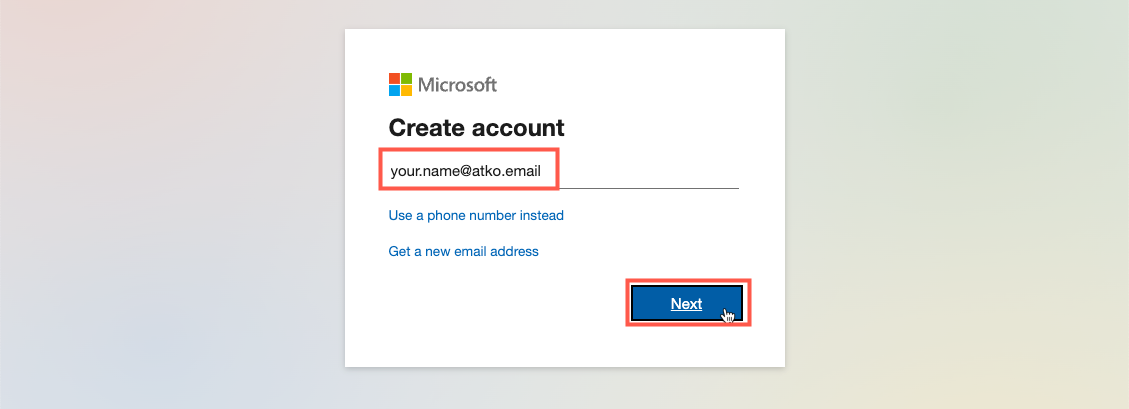 Microsoft
Create account
your.name@atko.email
Use a phone number instead
Get a new email address
Next